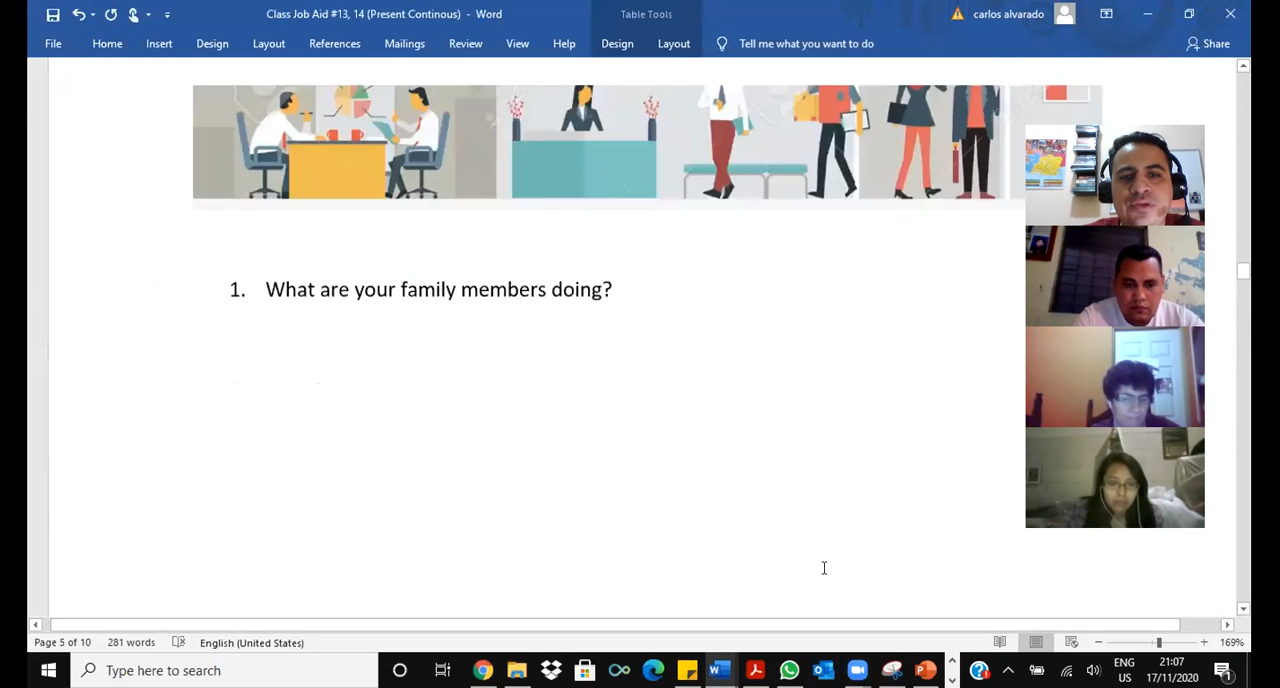 Class Job Aid #13, 14 (Present Continous) - Word
Table Tools
carlos alvarado
File Home Insert Design Layout References Mailings Review View Help Design Layout Tell me what you want to do Share
1. What are your family members doing?
Page 5 of 10 281 words English (United States) 169%
Type here to search
ENG 21:07
US 17/11/2020